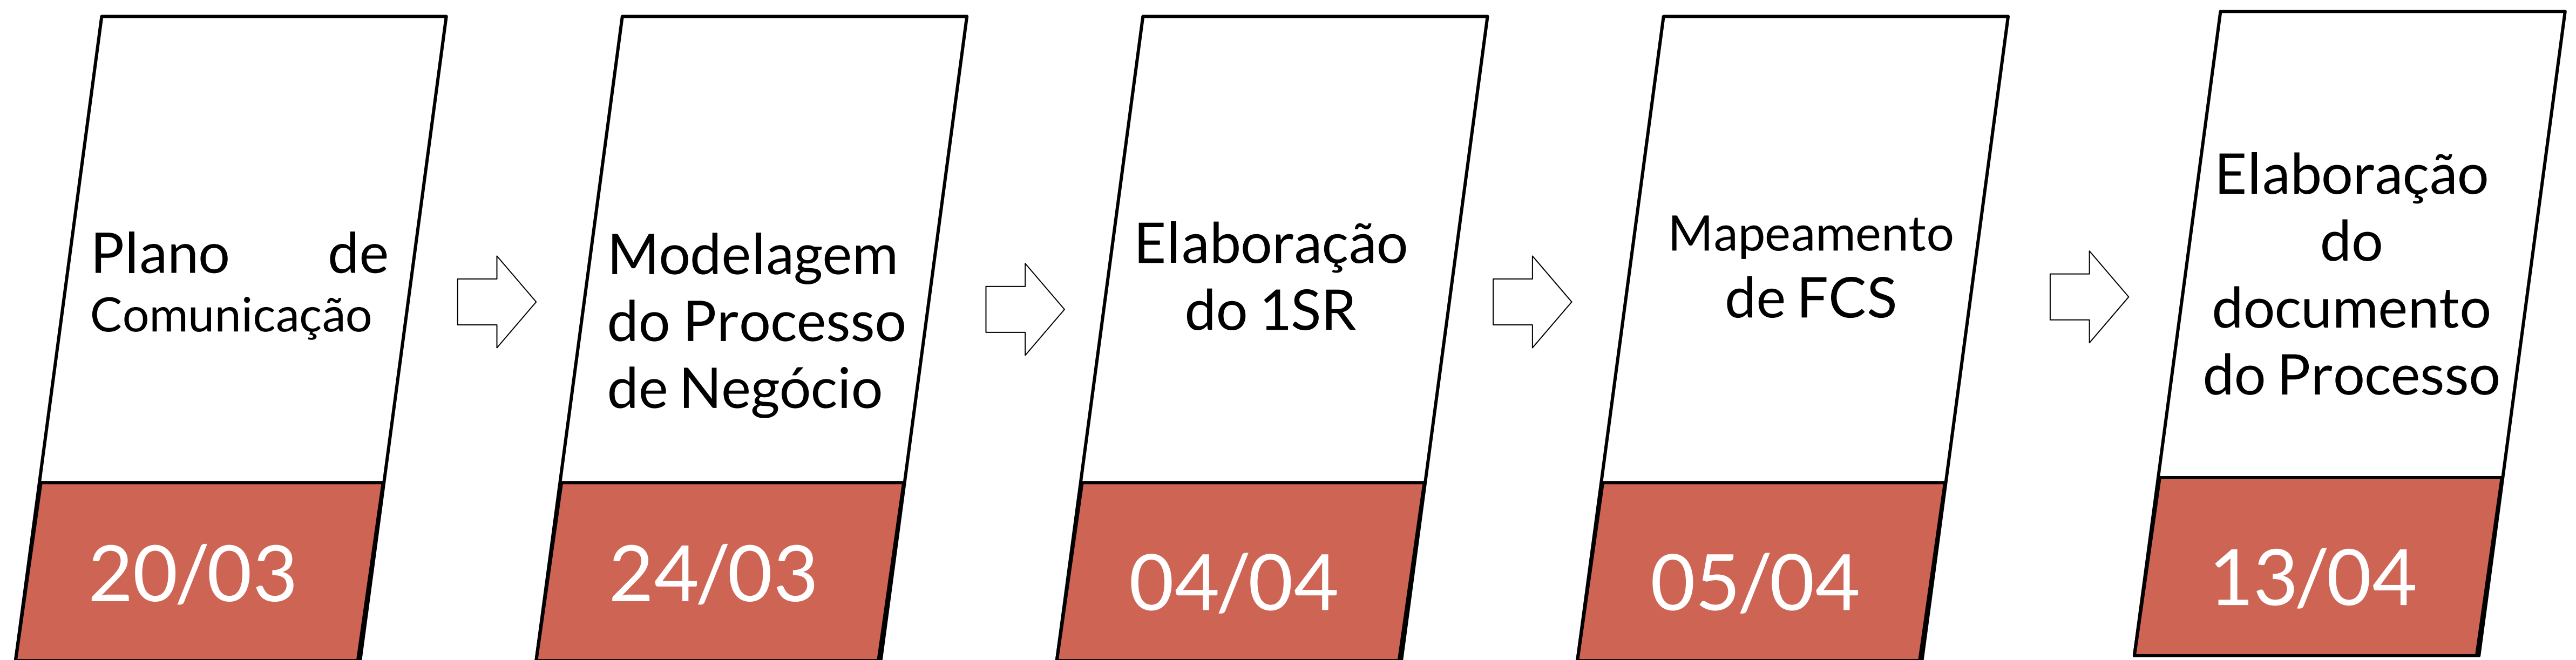 Plano de
Comunicação
20/03
Modelagem
do Processo
de Negócio
24/03
Elaboração
do 1SR
04/04
Mapeamento
de FCS
05/04
Elaboração
do
documento
do Processo
13/04